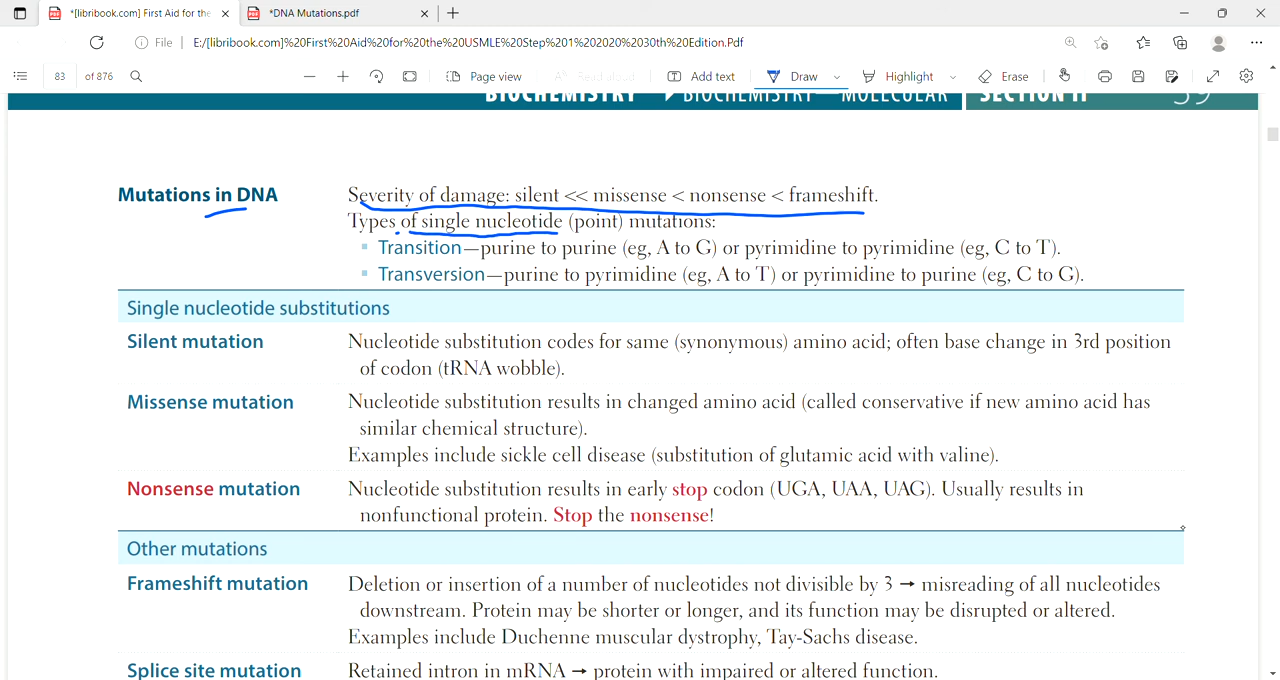 *[libribook.com] First Aid for the
*DNA Mutations.pdf
File
E:/[libribook.com]%20First%20Aid%20for%20the%20USMLE%20Step%201%202020%2030th%20Edition.Pdf
83 of 876
Page view
Read aloud
Add text
Draw
Highlight
Erase
BIOCHEMISTRY
BIOCHEMISTRY—MOLECULAR
SECTION II
59
Mutations in DNA
Severity of damage: silent << missense < nonsense < frameshift.
Types of single nucleotide (point) mutations:
▪ Transition—purine to purine (eg, A to G) or pyrimidine to pyrimidine (eg, C to T).
▪ Transversion—purine to pyrimidine (eg, A to T) or pyrimidine to purine (eg, C to G).
Single nucleotide substitutions
Silent mutation
Nucleotide substitution codes for same (synonymous) amino acid; often base change in 3rd position
of codon (tRNA wobble).
Missense mutation
Nucleotide substitution results in changed amino acid (called conservative if new amino acid has
similar chemical structure).
Examples include sickle cell disease (substitution of glutamic acid with valine).
Nonsense mutation
Nucleotide substitution results in early stop codon (UGA, UAA, UAG). Usually results in
nonfunctional protein. Stop the nonsense!
Other mutations
Frameshift mutation
Deletion or insertion of a number of nucleotides not divisible by 3 → misreading of all nucleotides
downstream. Protein may be shorter or longer, and its function may be disrupted or altered.
Examples include Duchenne muscular dystrophy, Tay-Sachs disease.
Splice site mutation
Retained intron in mRNA → protein with impaired or altered function.